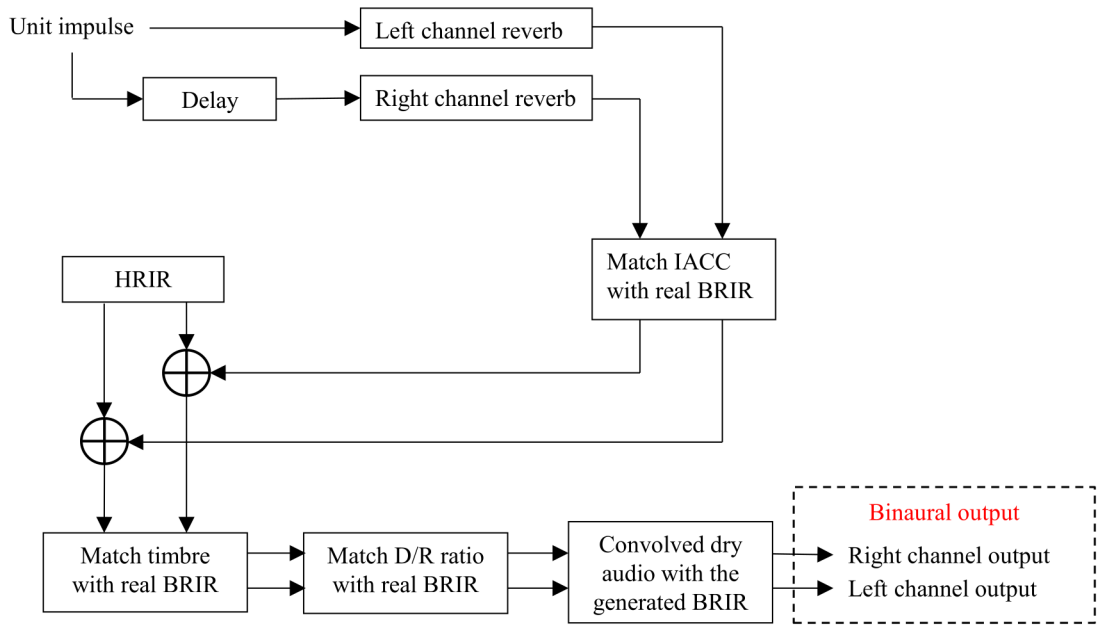 Unit impulse
Left channel reverb
Delay
Right channel reverb
Match IACC
with real BRIR
HRIR
Match timbre
with real BRIR
Match D/R ratio
with real BRIR
Convolved dry
audio with the
generated BRIR
Binaural output
Right channel output
Left channel output